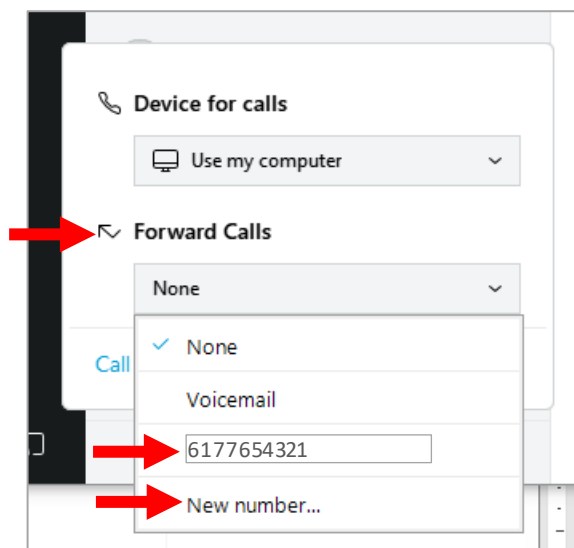 Device for calls
Use my computer
Forward Calls
None
None
Call
Voicemail
6177654321
New number...